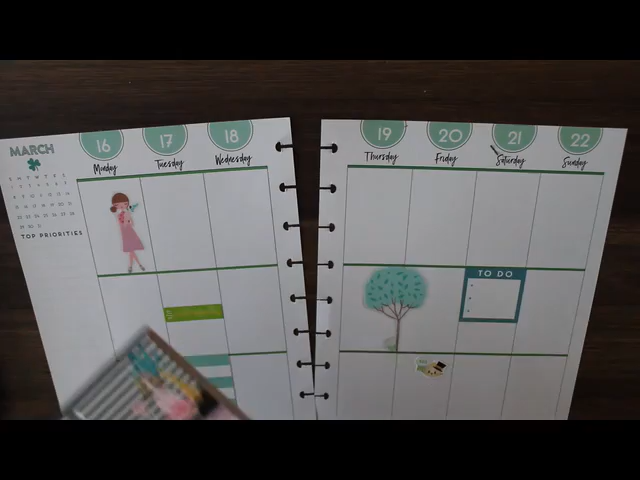 MARCH
S M T W T F S
TOP PRIORITIES
16
Monday
17
Tuesday
18
Wednesday
19
Thursday
20
Friday
21
Saturday
22
Sunday
TO DO